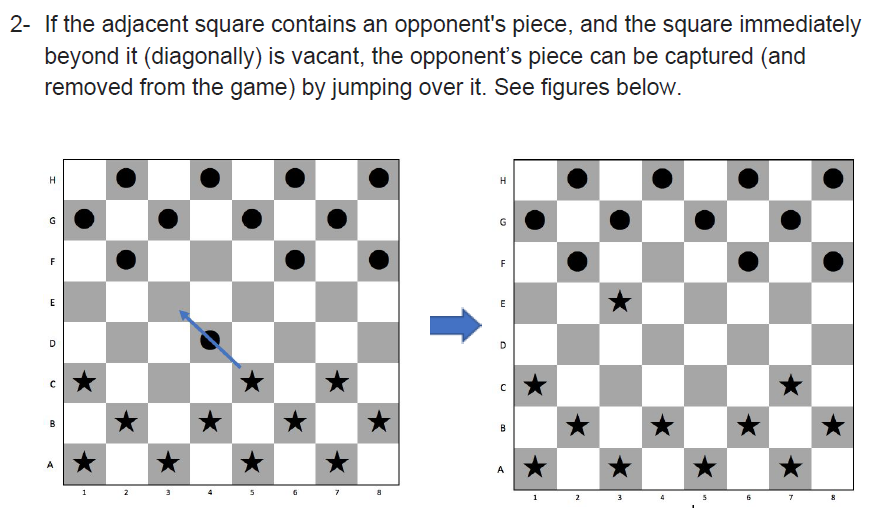 2- If the adjacent square contains an opponent's piece, and the square immediately
beyond it (diagonally) is vacant, the opponent’s piece can be captured (and
removed from the game) by jumping over it. See figures below.
H
G
F
E
D
C
B
A
1 2 3 4 5 6 7 8
H
G
F
E
D
C
B
A
1 2 3 4 5 6 7 8